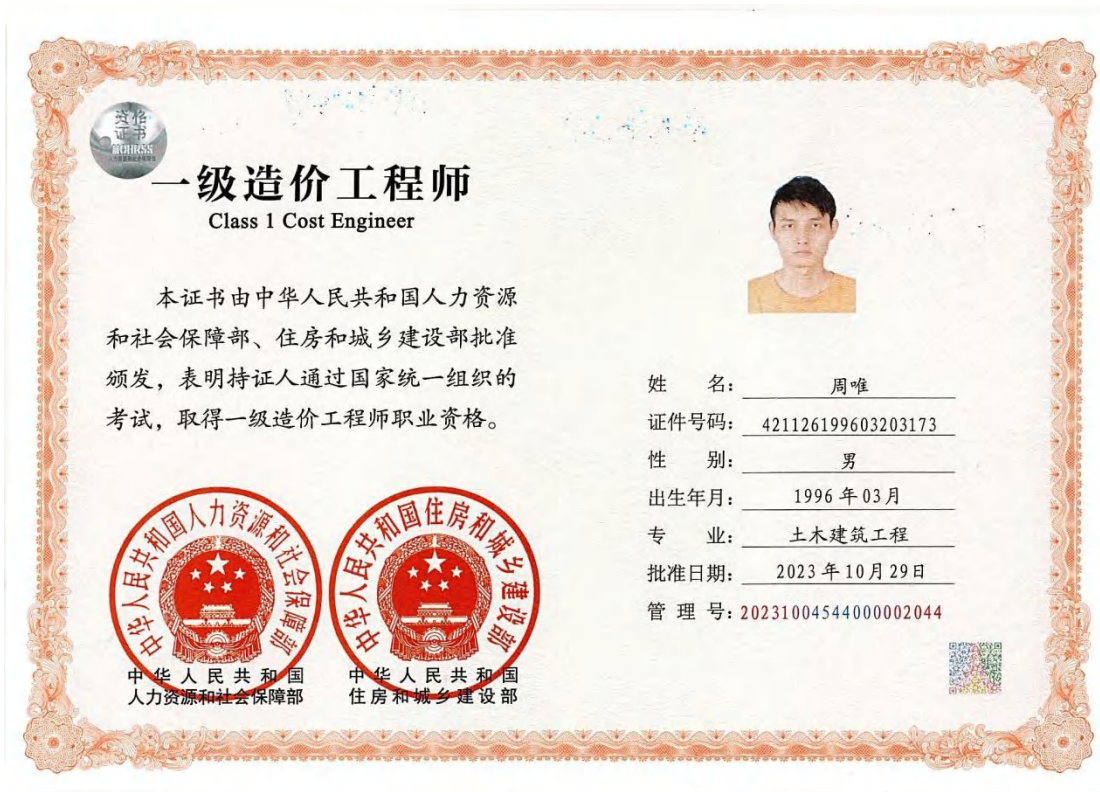 资格
证书
MOHRSS
一级造价工程师
Class 1 Cost Engineer
本证书由中华人民共和国人力资源
和社会保障部、住房和城乡建设部批准
颁发，表明持证人通过国家统一组织的
考试，取得一级造价工程师职业资格。
中华人民共和国人力资源和社会保障部
中华人民共和国
人力资源和社会保障部
中华人民共和国住房和城乡建设部
中华人民共和国
住房和城乡建设部
姓 名：周唯
证件号码：421126199603203173
性 别：男
出生年月：1996年03月
专 业：土木建筑工程
批准日期：2023年10月29日
管 理 号：20231004544000002044